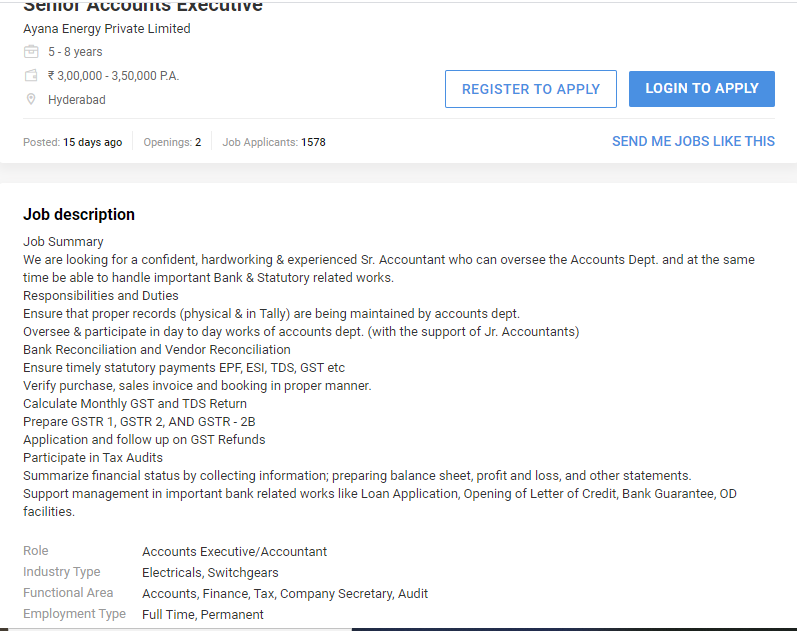 Senior Accounts Executive
Ayana Energy Private Limited
5 - 8 years
₹ 3,00,000 - 3,50,000 P.A.
Hyderabad
REGISTER TO APPLY
LOGIN TO APPLY
Posted: 15 days ago
Openings: 2
Job Applicants: 1578
SEND ME JOBS LIKE THIS
Job description
Job Summary
We are looking for a confident, hardworking & experienced Sr. Accountant who can oversee the Accounts Dept. and at the same
time be able to handle important Bank & Statutory related works.
Responsibilities and Duties
Ensure that proper records (physical & in Tally) are being maintained by accounts dept.
Oversee & participate in day to day works of accounts dept. (with the support of Jr. Accountants)
Bank Reconciliation and Vendor Reconciliation
Ensure timely statutory payments EPF, ESI, TDS, GST etc
Verify purchase, sales invoice and booking in proper manner.
Calculate Monthly GST and TDS Return
Prepare GSTR 1, GSTR 2, AND GSTR - 2B
Application and follow up on GST Refunds
Participate in Tax Audits
Summarize financial status by collecting information; preparing balance sheet, profit and loss, and other statements.
Support management in important bank related works like Loan Application, Opening of Letter of Credit, Bank Guarantee, OD
facilities.
Role Accounts Executive/Accountant
Industry Type Electricals, Switchgears
Functional Area Accounts, Finance, Tax, Company Secretary, Audit
Employment Type Full Time, Permanent